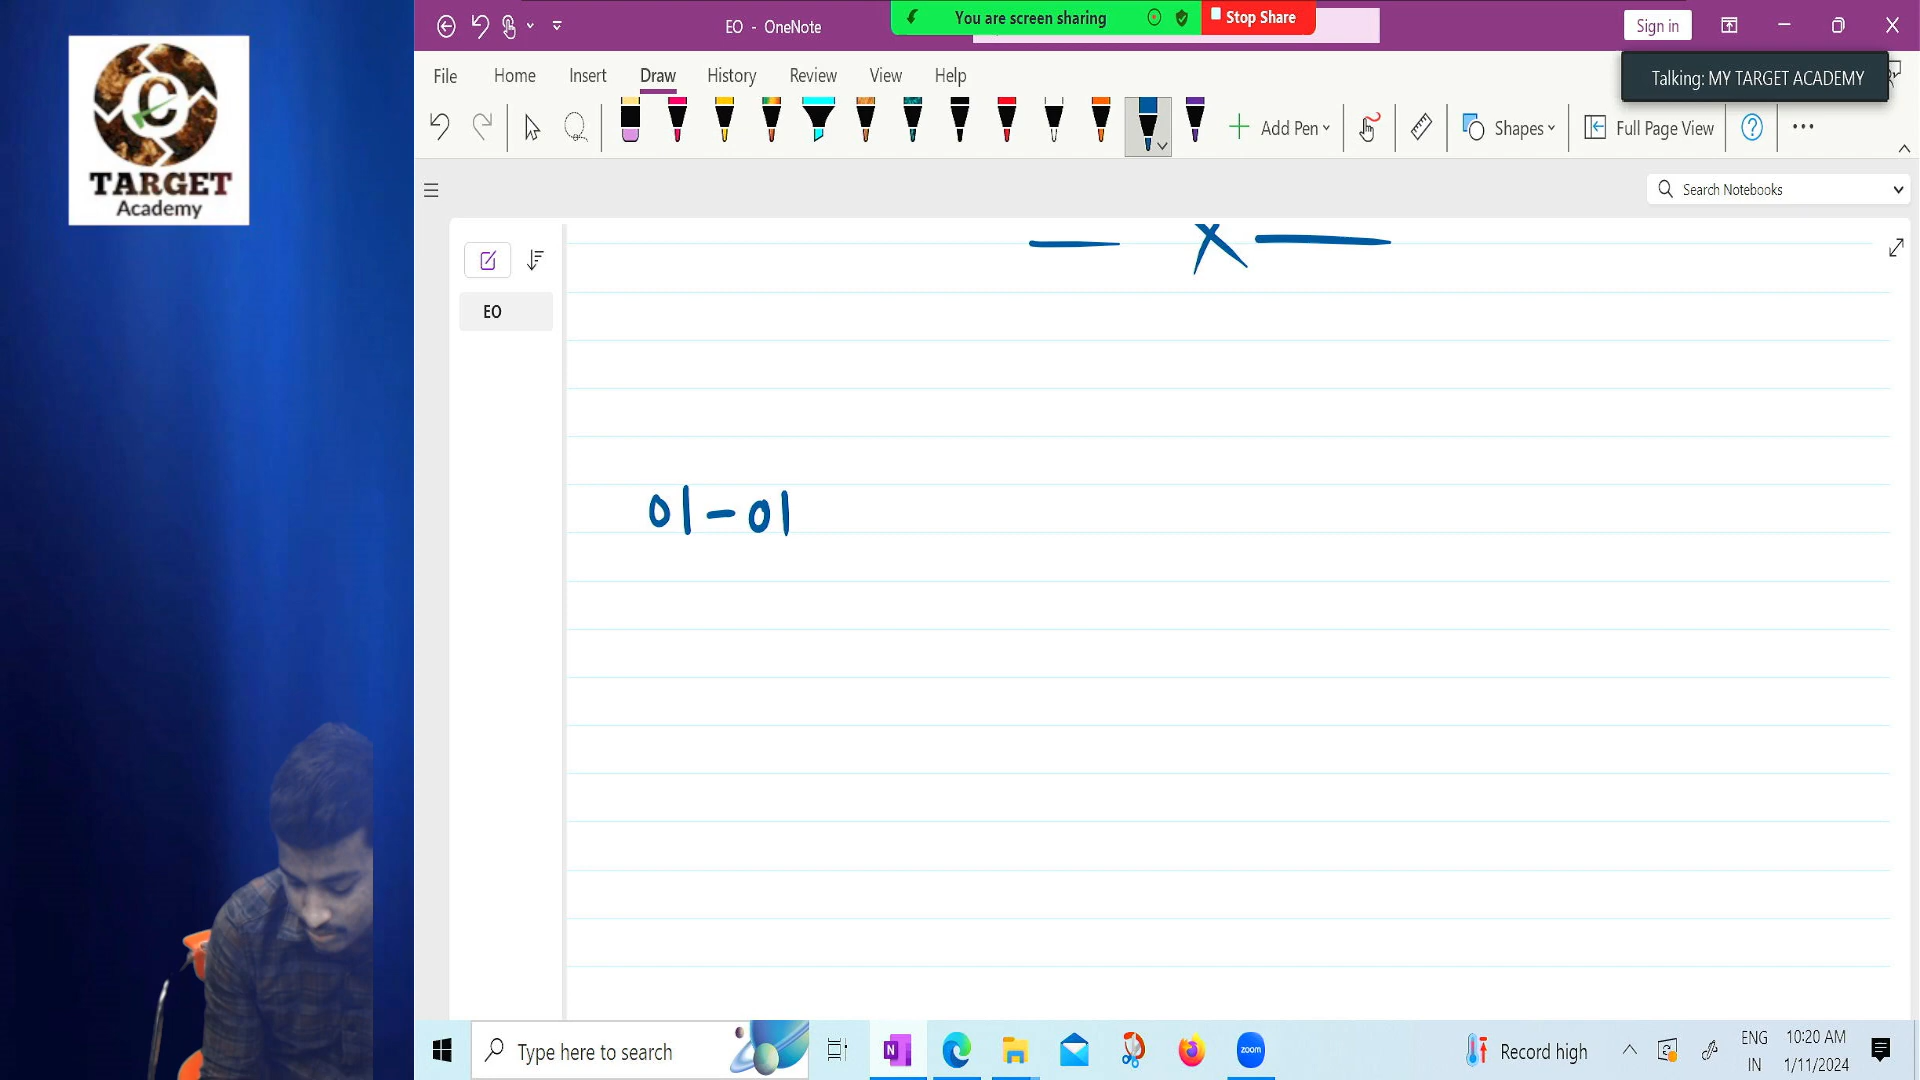 TARGET
Academy
EO - OneNote
You are screen sharing
Stop Share
Sign in
Talking: MY TARGET ACADEMY
File
Home
Insert
Draw
History
Review
View
Help
Add Pen
Shapes
Full Page View
Search Notebooks
EO
x
01-01
Type here to search
zoom
Record high
ENG
IN
10:20 AM
1/11/2024